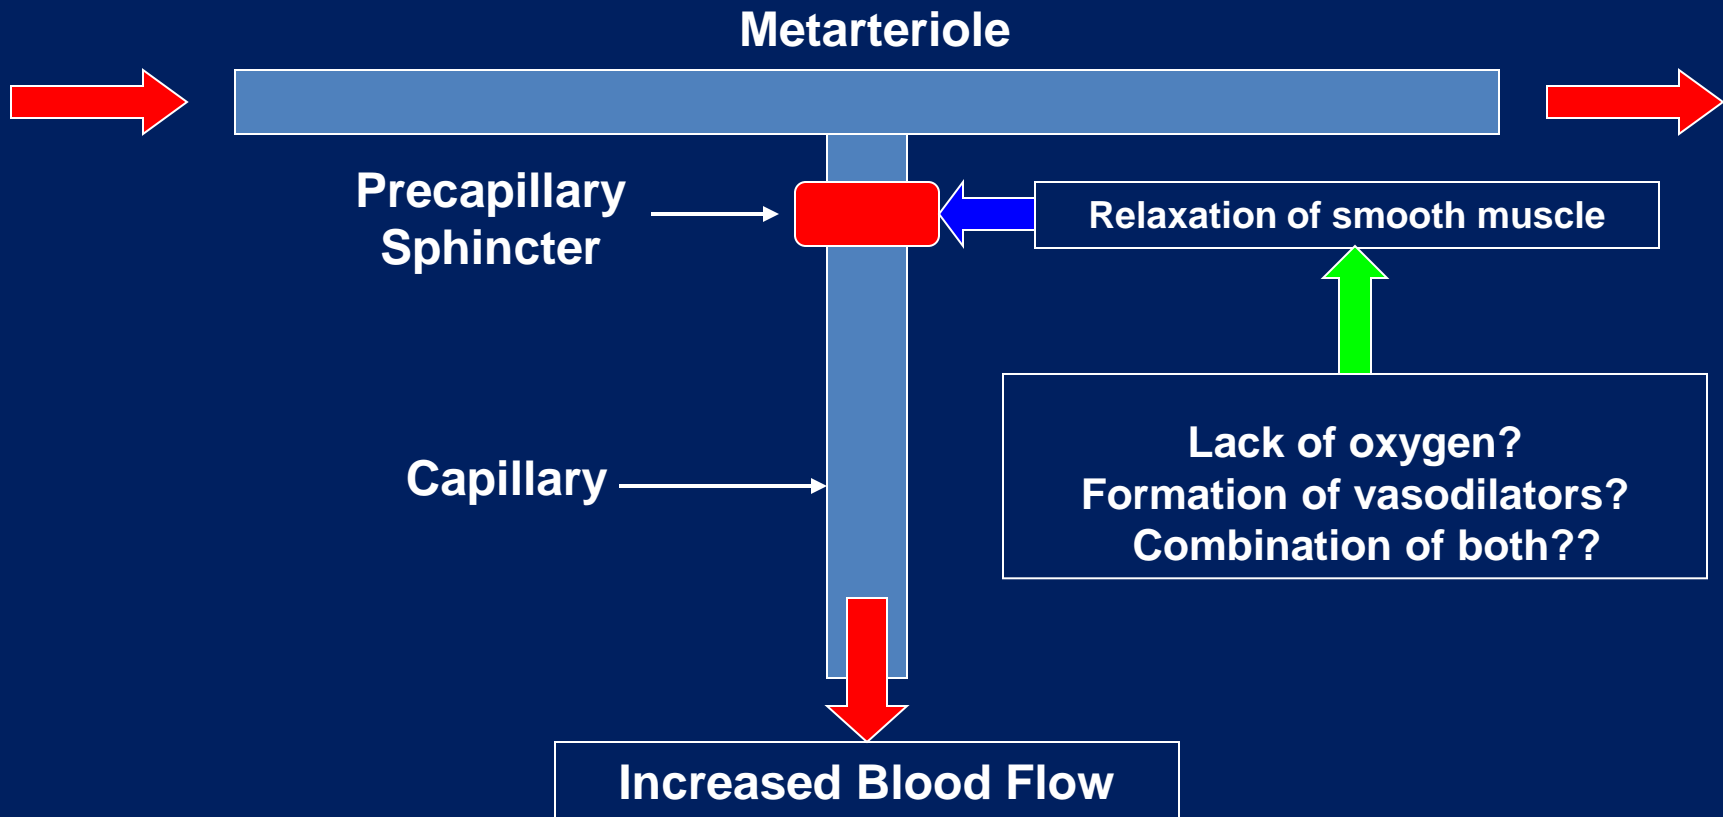 Metarteriole
Precapillary
Sphincter
Relaxation of smooth muscle
Capillary
Lack of oxygen?
Formation of vasodilators?
Combination of both??
Increased Blood Flow